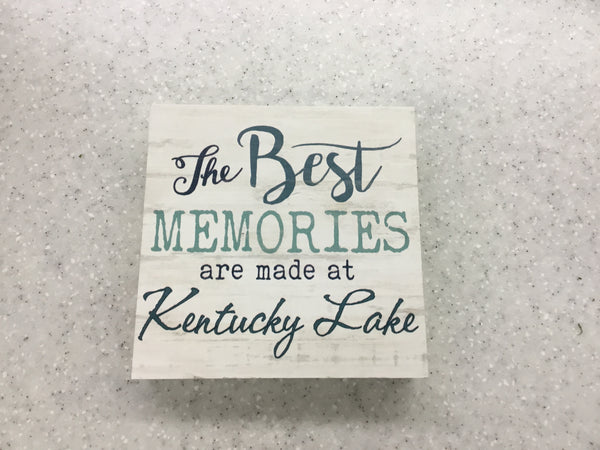 The Best
MEMORIES
are made at
Kentucky Lake